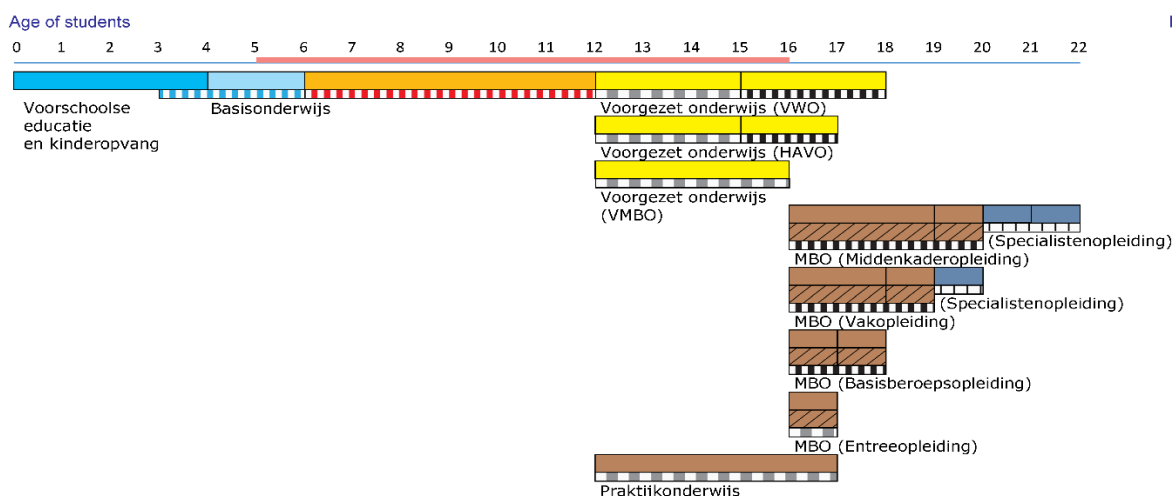 Age of students
0 1 2 3 4 5 6 7 8 9 10 11 12 13 14 15 16 17 18 19 20 21 22
Voorschoolse
educatie
en kinderopvang
Basisonderwijs
Voorgezet onderwijs (VWO)
Voorgezet onderwijs (HAVO)
Voorgezet onderwijs
(VMBO)
(Specialistenopleiding)
MBO (Middenkaderopleiding)
(Specialistenopleiding)
MBO (Vakopleiding)
MBO (Basisberoepsopleiding)
MBO (Entreeopleiding)
Praktijkonderwijs